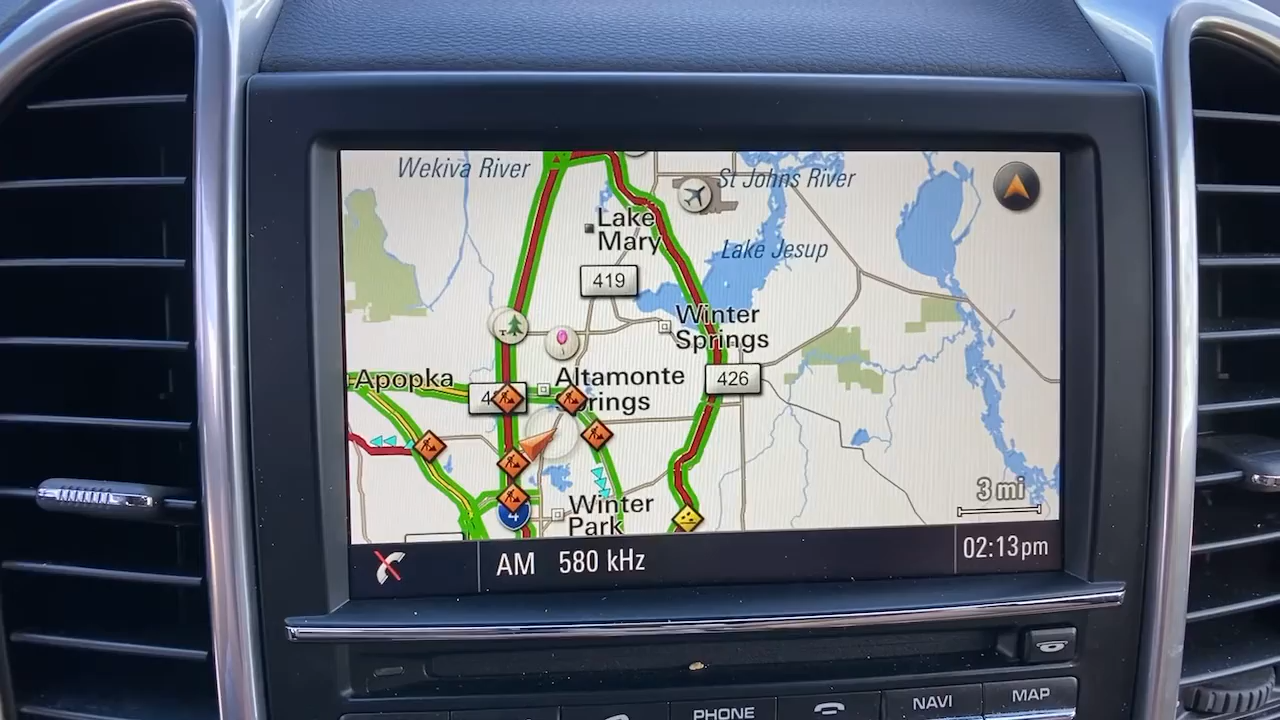 Wekiva River
St Johns River
Lake
Mary
Lake Jesup
419
Winter
Springs
Apopka
Altamonte
426
4
Winter
Park
3 mi
AM 580 kHz
02:13pm
PHONE
NAVI
MAP